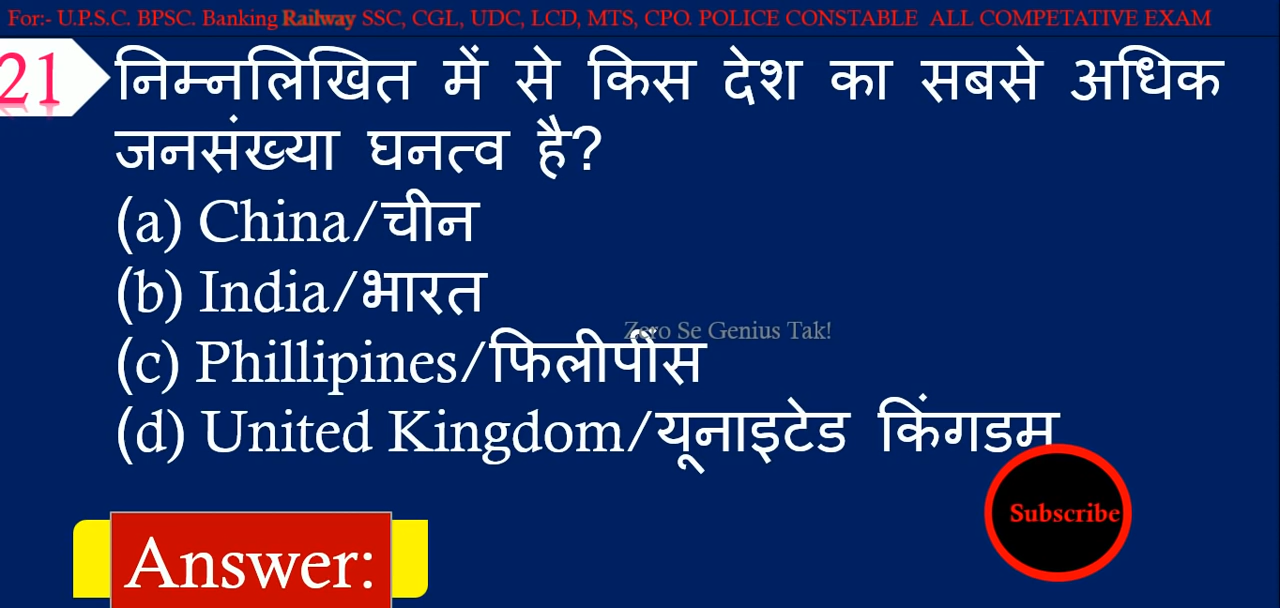 For:- U.P.S.C. BPSC. Banking Railway SSC, CGL, UDC, LCD, MTS, CPO. POLICE CONSTABLE ALL COMPETATIVE EXAM
21
निम्नलिखित में से किस देश का सबसे अधिक
जनसंख्या घनत्व है?
(a) China/चीन
(b) India/भारत
Zero Se Genius Tak!
(c) Phillipines/फिलीपींस
(d) United Kingdom/यूनाइटेड किंगडम
Subscribe
Answer: